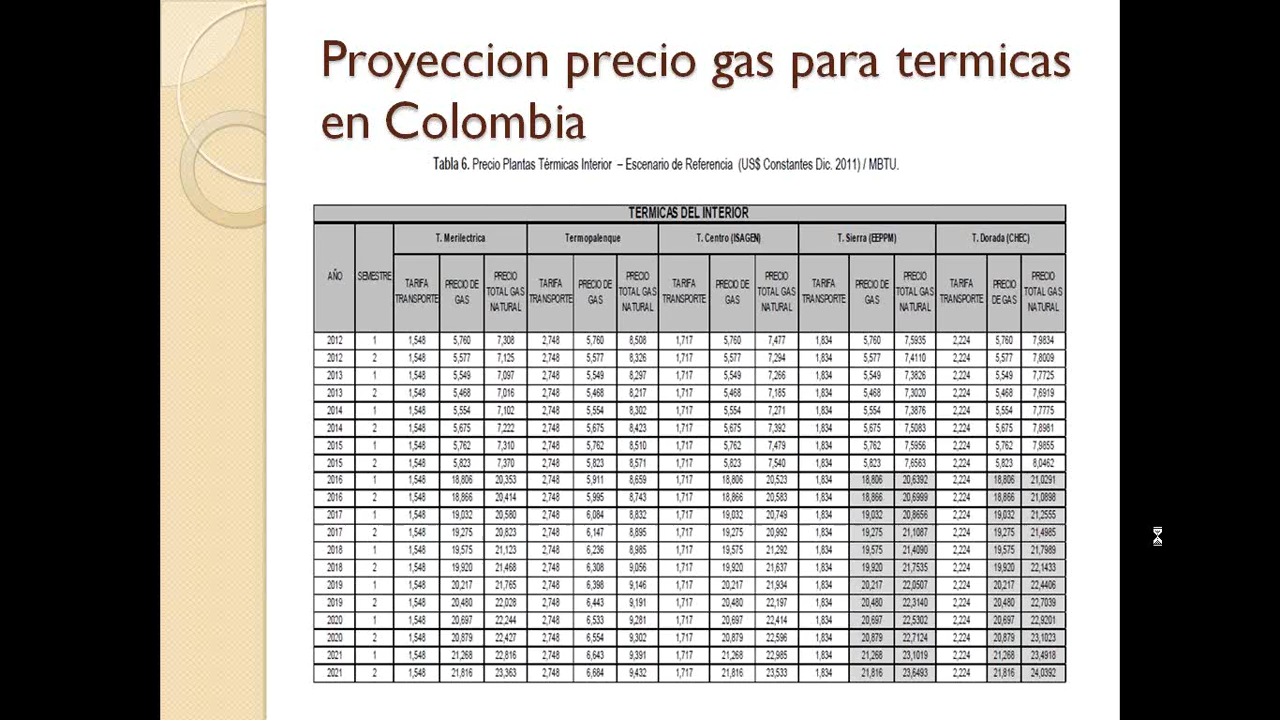 Proyeccion precio gas para termicas
en Colombia
Tabla 6. Precio Plantas Térmicas Interior – Escenario de Referencia (US$ Constantes Dic. 2011) / MBTU.
TERMICAS DEL INTERIOR
AÑO SEMESTRE T. Merilectrica Termopalenque T. Centro (ISAGEN) T. Sierra (EEPPM) T. Dorada (CHEC)
TARIFA TRANSPORTE PRECIO DE GAS PRECIO TOTAL GAS NATURAL TARIFA TRANSPORTE PRECIO DE GAS PRECIO TOTAL GAS NATURAL TARIFA TRANSPORTE PRECIO DE GAS PRECIO TOTAL GAS NATURAL TARIFA TRANSPORTE PRECIO DE GAS PRECIO TOTAL GAS NATURAL TARIFA TRANSPORTE PRECIO DE GAS PRECIO TOTAL GAS NATURAL
2012 1 1,548 5,760 7,308 2,748 5,760 8,508 1,717 5,760 7,477 1,834 5,760 7,5935 2,224 5,760 7,9834
2012 2 1,548 5,577 7,125 2,748 5,577 8,326 1,717 5,577 7,294 1,834 5,577 7,4110 2,224 5,577 7,8009
2013 1 1,548 5,549 7,097 2,748 5,549 8,297 1,717 5,549 7,266 1,834 5,549 7,3826 2,224 5,549 7,7725
2013 2 1,548 5,468 7,016 2,748 5,468 8,217 1,717 5,468 7,185 1,834 5,468 7,3020 2,224 5,468 7,6919
2014 1 1,548 5,554 7,102 2,748 5,554 8,302 1,717 5,554 7,271 1,834 5,554 7,3876 2,224 5,554 7,7775
2014 2 1,548 5,675 7,222 2,748 5,675 8,423 1,717 5,675 7,392 1,834 5,675 7,5083 2,224 5,675 7,8981
2015 1 1,548 5,762 7,310 2,748 5,762 8,510 1,717 5,762 7,479 1,834 5,762 7,5956 2,224 5,762 7,9855
2015 2 1,548 5,823 7,370 2,748 5,823 8,571 1,717 5,823 7,540 1,834 5,823 7,6563 2,224 5,823 8,0462
2016 1 1,548 18,806 20,353 2,748 5,911 8,659 1,717 18,806 20,523 1,834 18,806 20,6392 2,224 18,806 21,0291
2016 2 1,548 18,866 20,414 2,748 5,995 8,743 1,717 18,866 20,583 1,834 18,866 20,6999 2,224 18,866 21,0898
2017 1 1,548 19,032 20,580 2,748 6,084 8,832 1,717 19,032 20,749 1,834 19,032 20,8656 2,224 19,032 21,2555
2017 2 1,548 19,275 20,823 2,748 6,147 8,895 1,717 19,275 20,992 1,834 19,275 21,1087 2,224 19,275 21,4985
2018 1 1,548 19,575 21,123 2,748 6,236 8,985 1,717 19,575 21,292 1,834 19,575 21,4090 2,224 19,575 21,7989
2018 2 1,548 19,920 21,468 2,748 6,308 9,056 1,717 19,920 21,637 1,834 19,920 21,7535 2,224 19,920 22,1433
2019 1 1,548 20,217 21,765 2,748 6,398 9,146 1,717 20,217 21,934 1,834 20,217 22,0507 2,224 20,217 22,4406
2019 2 1,548 20,480 22,028 2,748 6,443 9,191 1,717 20,480 22,197 1,834 20,480 22,3140 2,224 20,480 22,7039
2020 1 1,548 20,697 22,244 2,748 6,533 9,281 1,717 20,697 22,414 1,834 20,697 22,5302 2,224 20,697 22,9201
2020 2 1,548 20,879 22,427 2,748 6,554 9,302 1,717 20,879 22,596 1,834 20,879 22,7124 2,224 20,879 23,1023
2021 1 1,548 21,268 22,816 2,748 6,643 9,391 1,717 21,268 22,985 1,834 21,268 23,1019 2,224 21,268 23,4918
2021 2 1,548 21,816 23,363 2,748 6,684 9,432 1,717 21,816 23,533 1,834 21,816 23,6493 2,224 21,816 24,0392